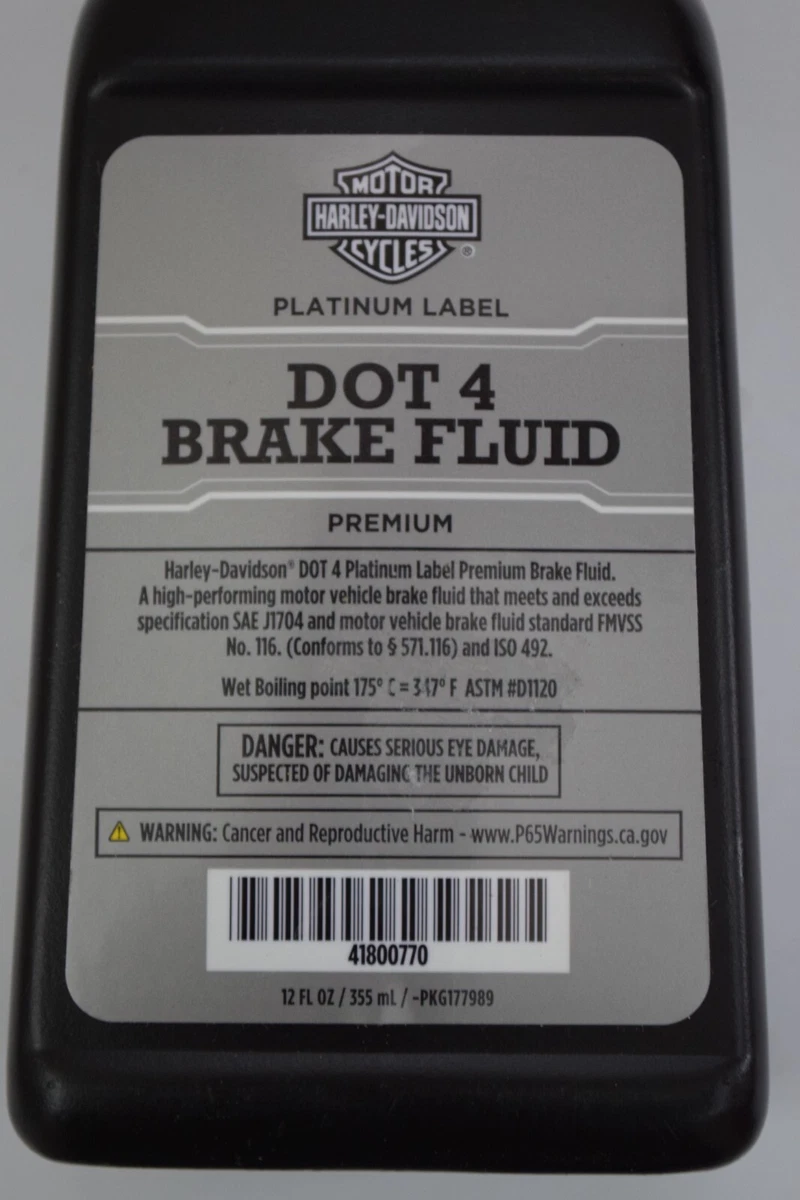 MOTOR
HARLEY-DAVIDSON
CYCLES
®
PLATINUM LABEL
DOT 4
BRAKE FLUID
PREMIUM
Harley-Davidson® DOT 4 Platinum Label Premium Brake Fluid.
A high-performing motor vehicle brake fluid that meets and exceeds
specification SAE J1704 and motor vehicle brake fluid standard FMVSS
No. 116. (Conforms to § 571.116) and ISO 492.
Wet Boiling point 175° C = 347° F ASTM #D1120
DANGER: CAUSES SERIOUS EYE DAMAGE,
SUSPECTED OF DAMAGING THE UNBORN CHILD
WARNING: Cancer and Reproductive Harm - www.P65Warnings.ca.gov
41800770
12 FL OZ / 355 mL / -PKG177989